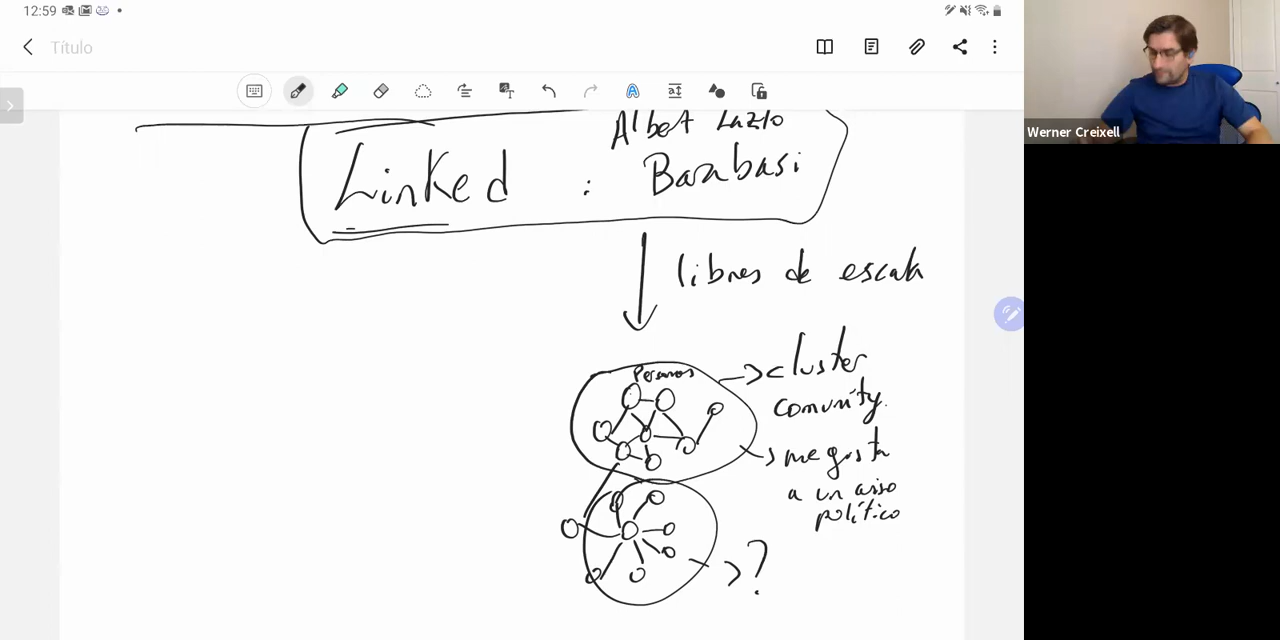 12:59
Título
Werner Creixell
Albert Lazlo
Linked : Barabasi
libres de escala
Personas
cluster
comunity.
me gusta
a un aviso
político
?